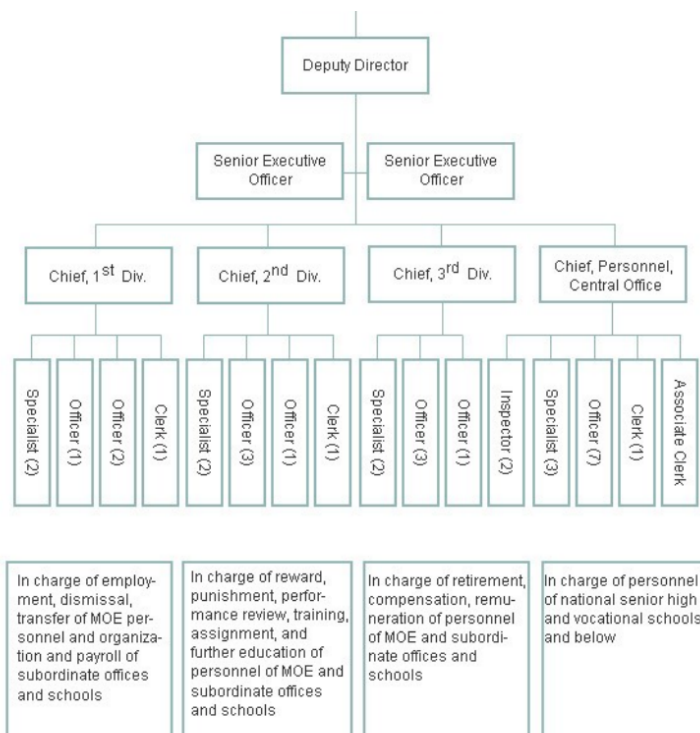 Deputy Director
Senior Executive
Officer
Senior Executive
Officer
Chief, 1st Div.
Chief, 2nd Div.
Chief, 3rd Div.
Chief, Personnel,
Central Office
Specialist (2)
Officer (1)
Officer (2)
Clerk (1)
Specialist (2)
Officer (3)
Officer (1)
Clerk (1)
Specialist (2)
Officer (3)
Officer (1)
Inspector (2)
Specialist (3)
Officer (7)
Clerk (1)
Associate Clerk
In charge of employ-
ment, dismissal,
transfer of MOE per-
sonnel and organiza-
tion and payroll of
subordinate offices
and schools
In charge of reward,
punishment, perfor-
mance review, training,
assignment, and
further education of
personnel of MOE and
subordinate offices
and schools
In charge of retirement,
compensation, remu-
neration of personnel
of MOE and subordi-
nate offices and
schools
In charge of personnel
of national senior high
and vocational schools
and below